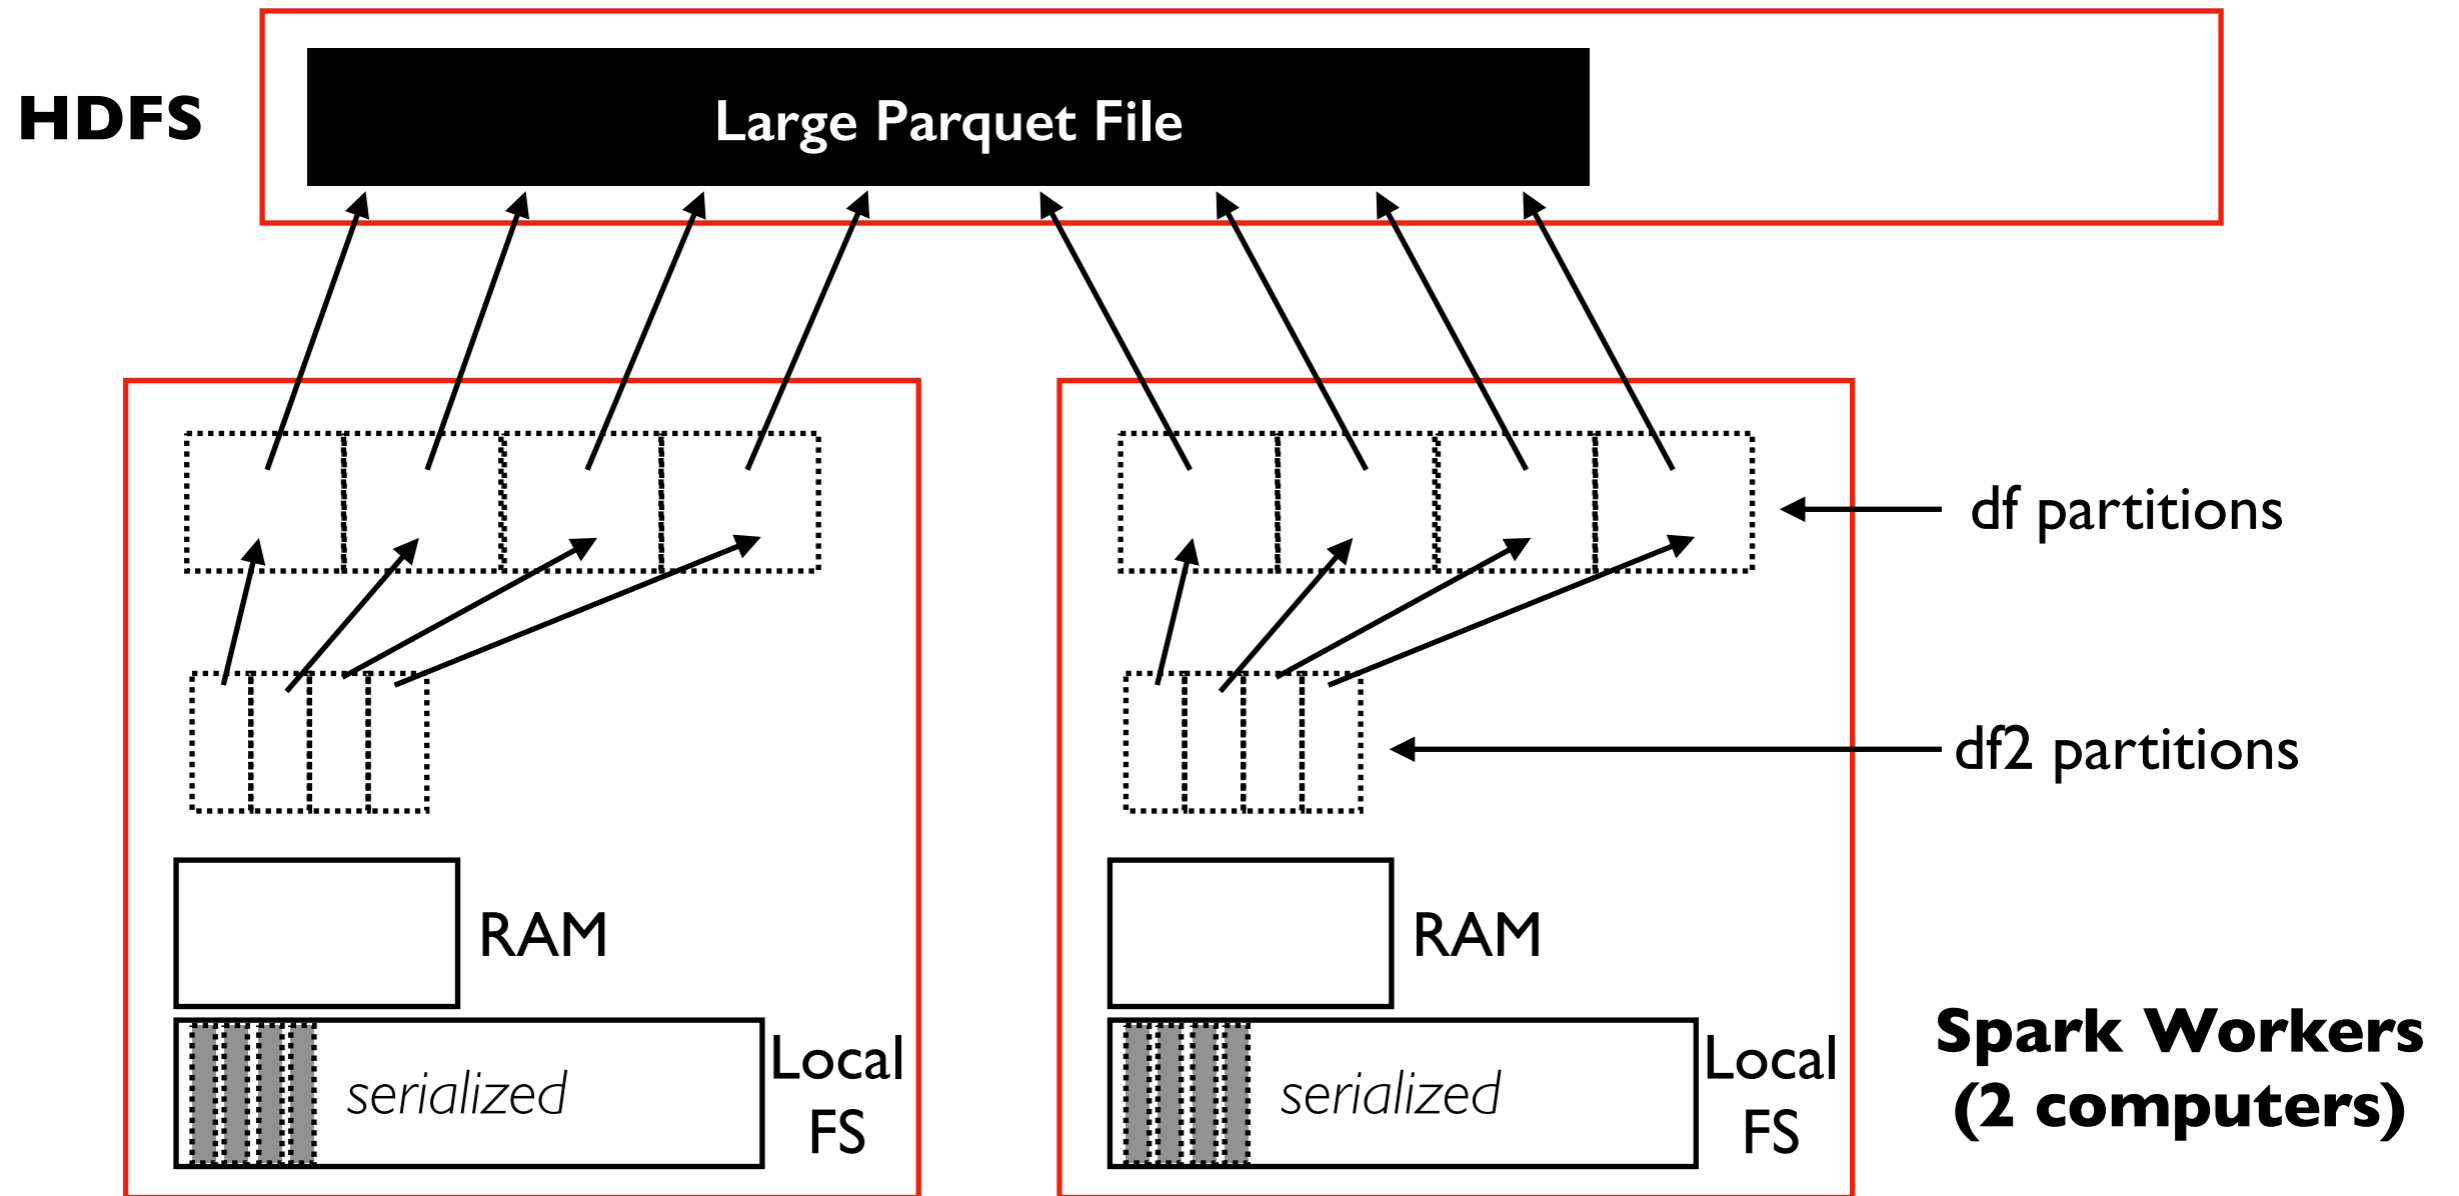 HDFS
Large Parquet File
df partitions
df2 partitions
RAM
RAM
serialized
Local
FS
serialized
Local
FS
Spark Workers
(2 computers)